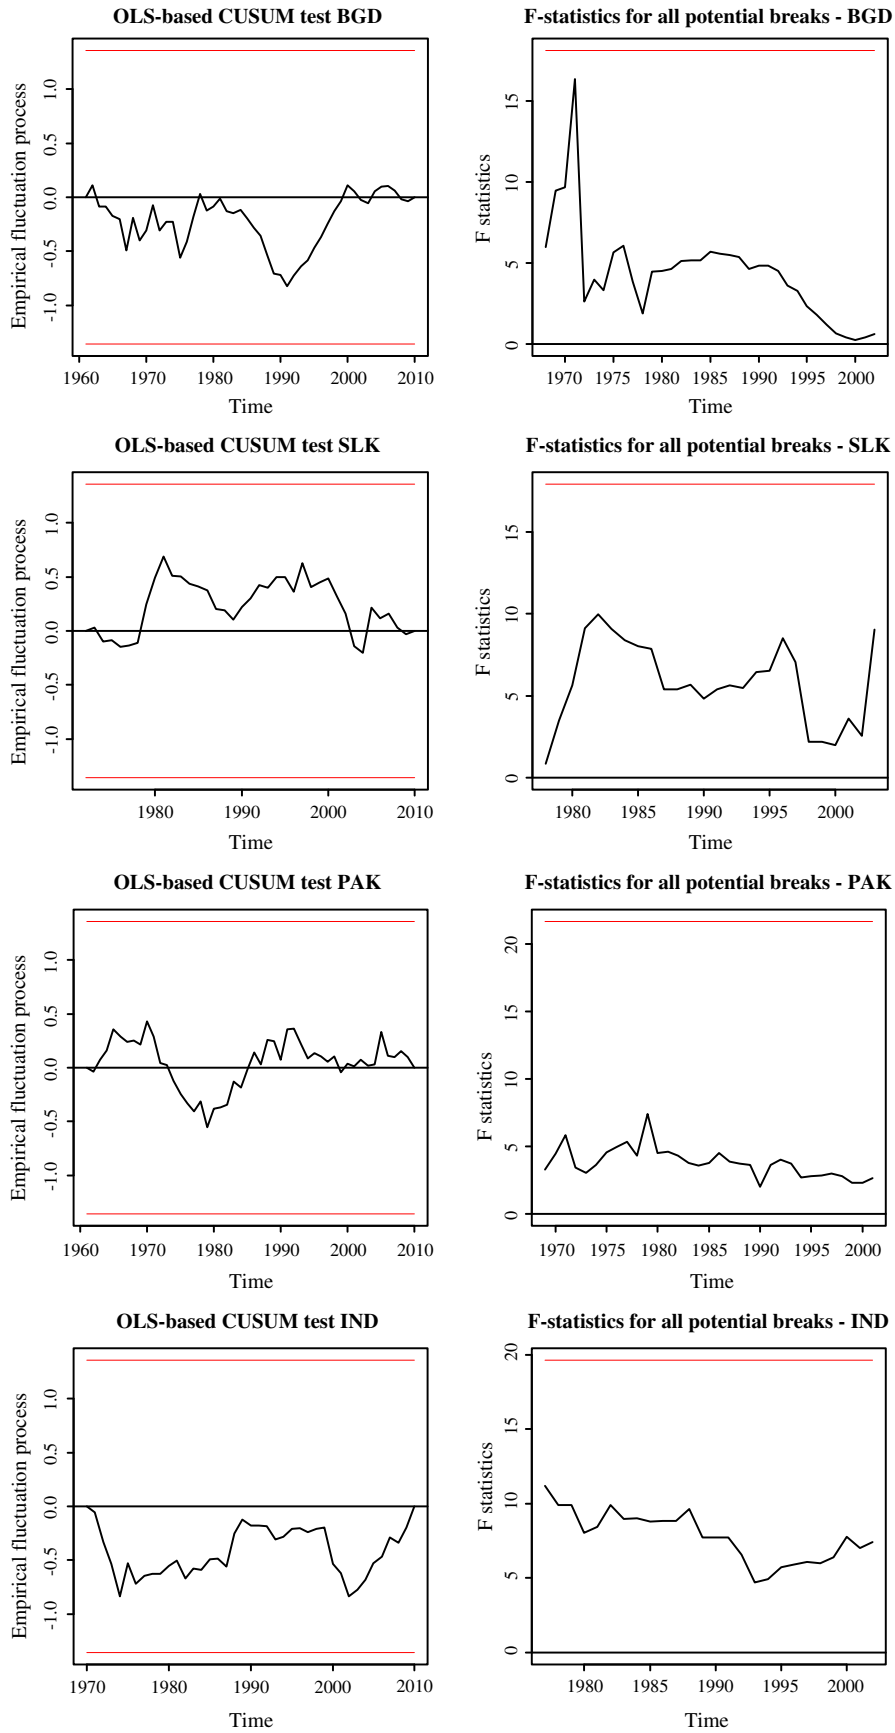 OLS-based CUSUM test BGD
Empirical fluctuation process
1.0
0.5
0.0
-0.5
-1.0
1960 1970 1980 1990 2000 2010
Time
F-statistics for all potential breaks - BGD
F statistics
15
10
5
0
1970 1975 1980 1985 1990 1995 2000
Time
OLS-based CUSUM test SLK
Empirical fluctuation process
1.0
0.5
0.0
-0.5
-1.0
1980 1990 2000 2010
Time
F-statistics for all potential breaks - SLK
F statistics
15
10
5
0
1980 1985 1990 1995 2000
Time
OLS-based CUSUM test PAK
Empirical fluctuation process
1.0
0.5
0.0
-0.5
-1.0
1960 1970 1980 1990 2000 2010
Time
F-statistics for all potential breaks - PAK
F statistics
20
15
10
5
0
1970 1975 1980 1985 1990 1995 2000
Time
OLS-based CUSUM test IND
Empirical fluctuation process
1.0
0.5
0.0
-0.5
-1.0
1970 1980 1990 2000 2010
Time
F-statistics for all potential breaks - IND
F statistics
20
15
10
5
0
1980 1985 1990 1995 2000
Time